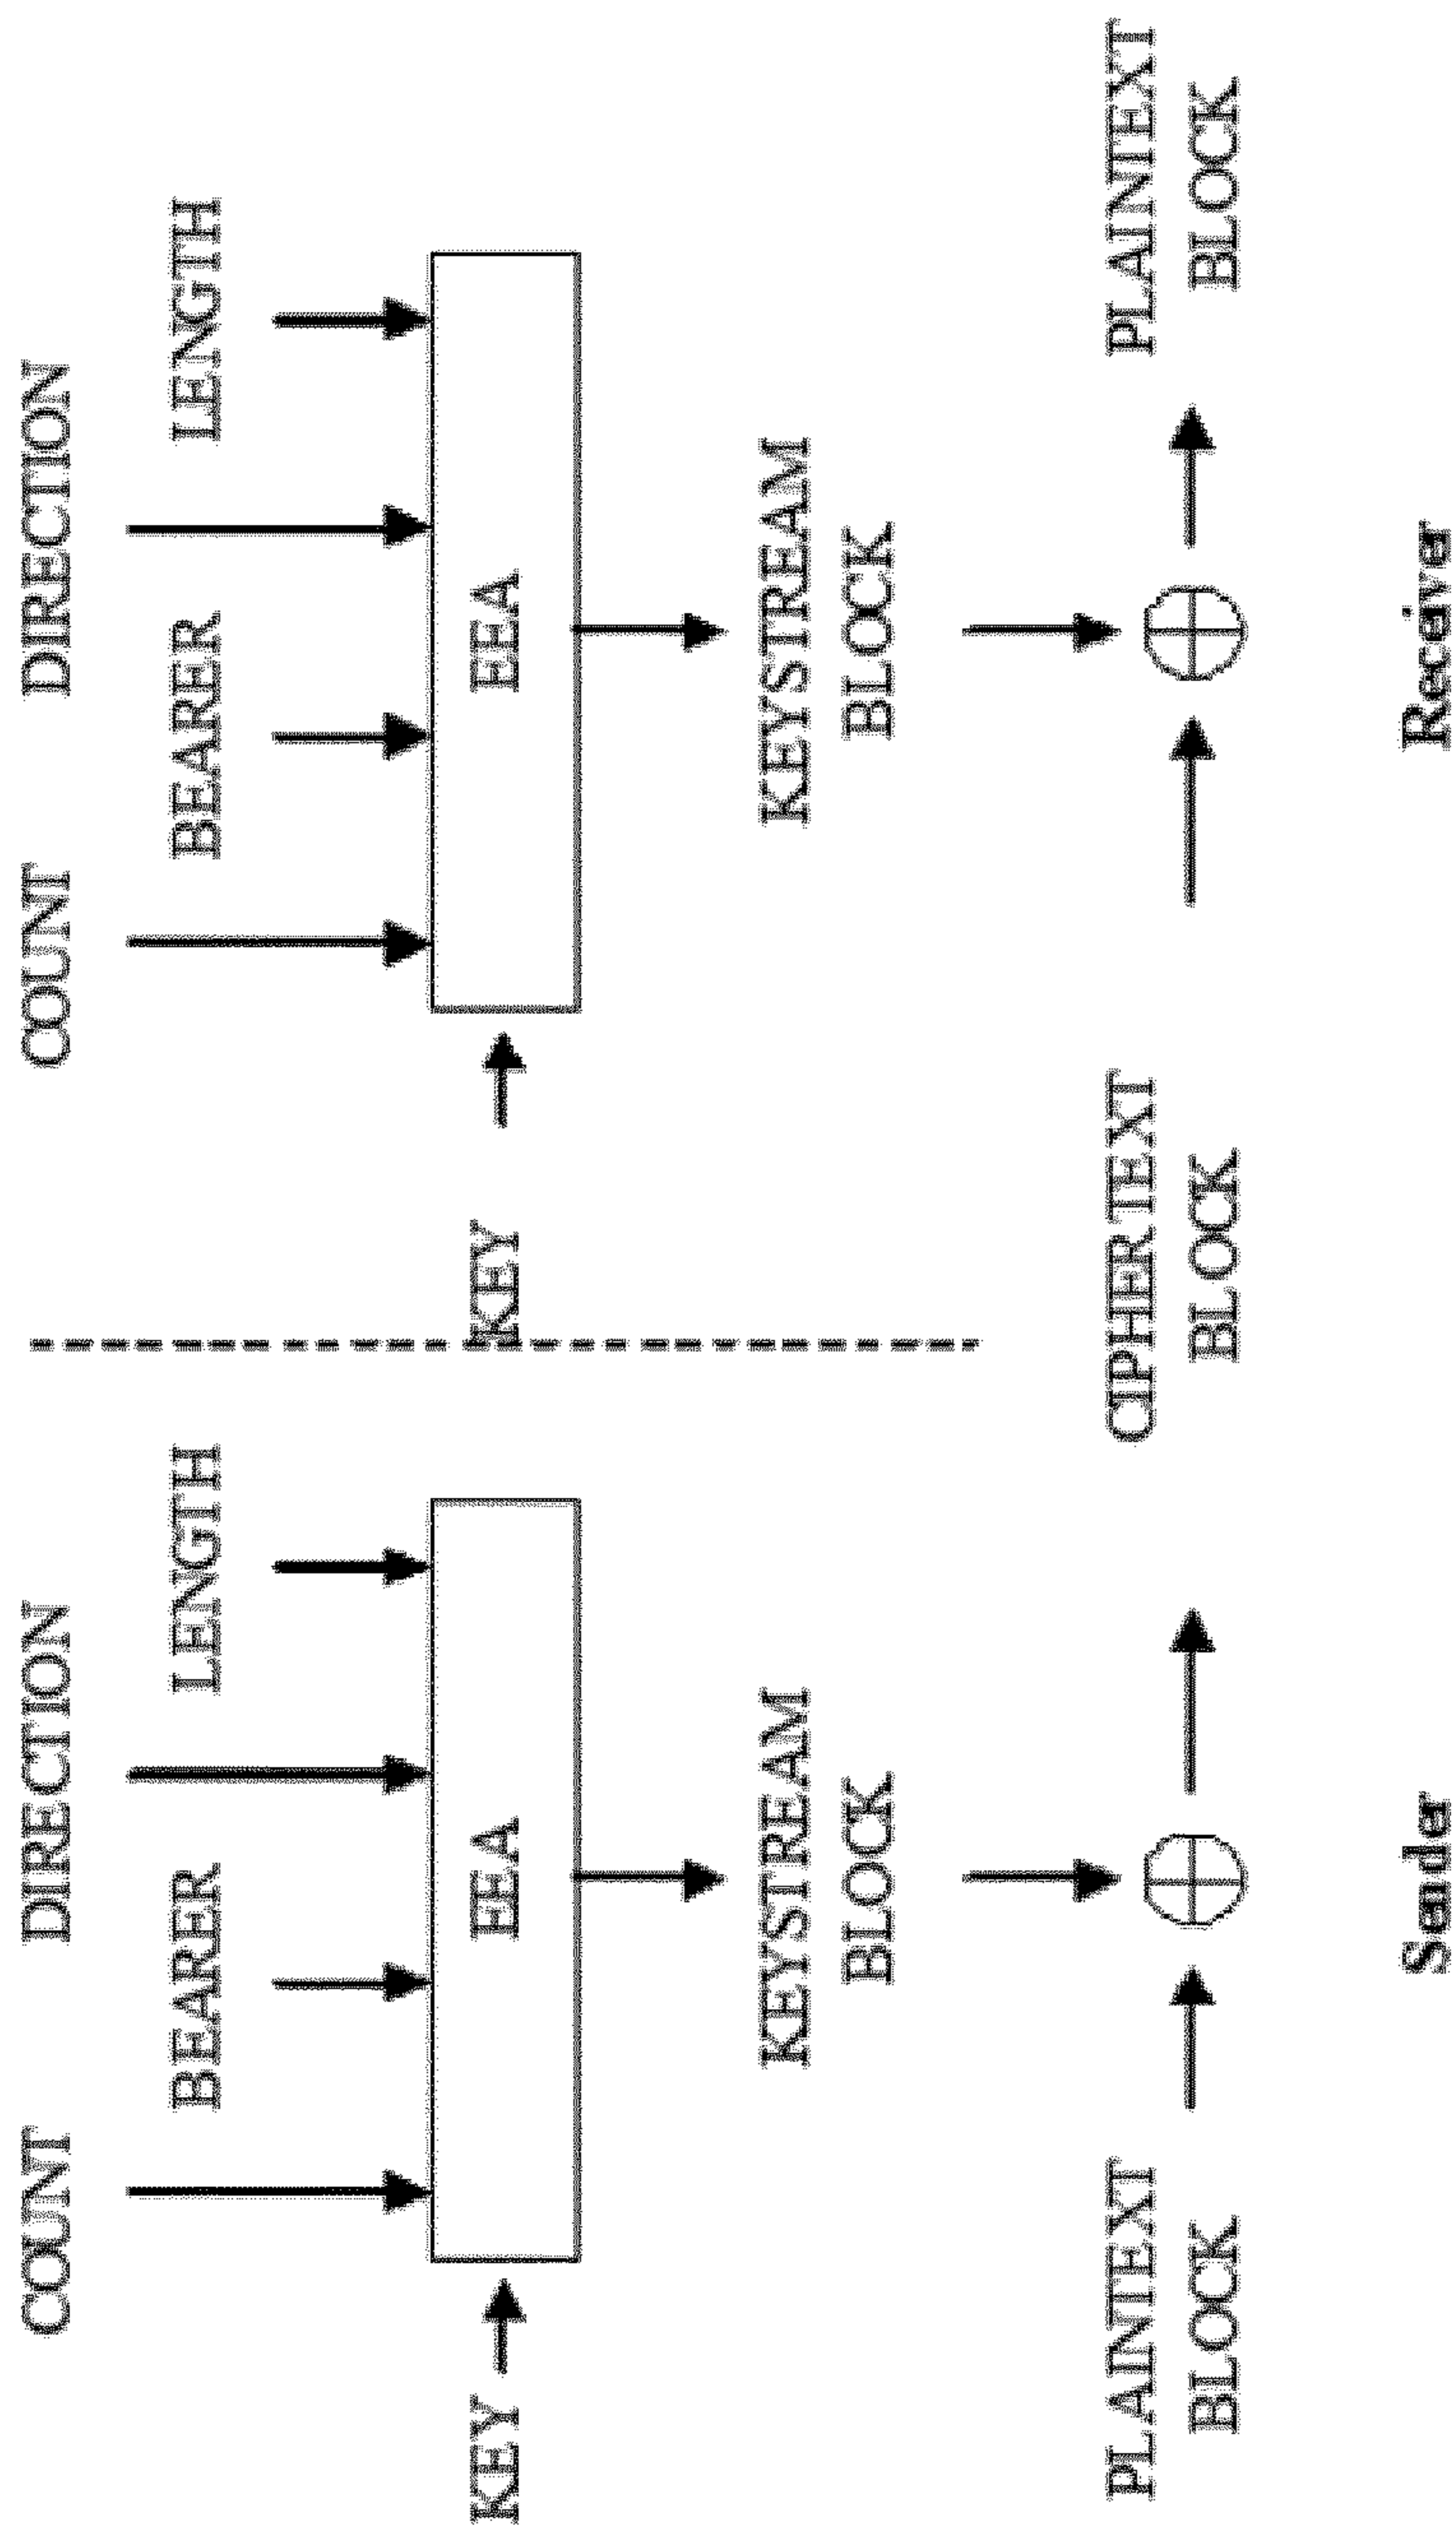 COUNT
DIRECTION
BEARER
LENGTH
KEY
EEA
KEYSTREAM
BLOCK
PLAINTEXT
BLOCK
Sender
COUNT
DIRECTION
BEARER
LENGTH
KEY
EEA
KEYSTREAM
BLOCK
CIPHERTEXT
BLOCK
PLAINTEXT
BLOCK
Receiver